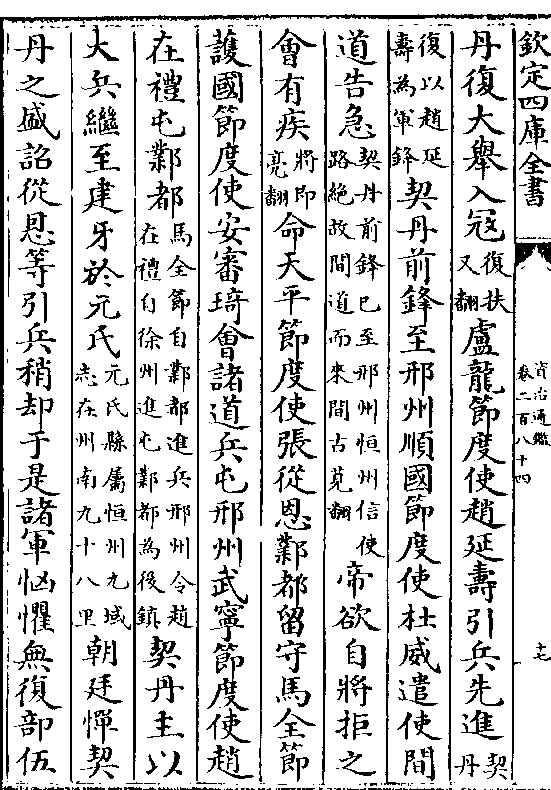 欽定四庫全書
資治通鑑
卷二百八十四
十七
丹復大舉入寇復扶又翻盧龍節度使趙延壽引兵先進契丹
復以趙延壽為軍鋒契丹前鋒至邢州順國節度使杜威遣使間
道告急契丹前鋒已至邢州恒州信使路絶故間道而來間古莧翻帝欲自將拒之
會有疾將即亮翻命天平節度使張從恩鄴都留守馬全節
護國節度使安審琦會諸道兵屯邢州武寧節度使趙
在禮屯鄴都馬全節自鄴都進兵邢州令趙在禮自徐州進屯鄴都為後鎮契丹主以
大兵繼至建牙於元氏元氏縣屬恒州九域志在州南九十八里朝廷憚契
丹之盛詔從恩等引兵稍却于是諸軍恟懼無復部伍